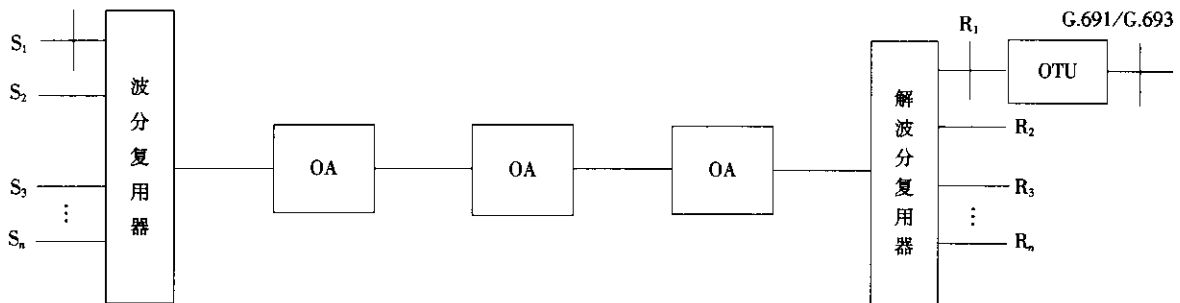 S₁
S₂
S₃
⋮
Sₙ
波分复用器
OA
OA
OA
解波分复用器
R₁
G.691/G.693
OTU
R₂
R₃
⋮
Rₙ